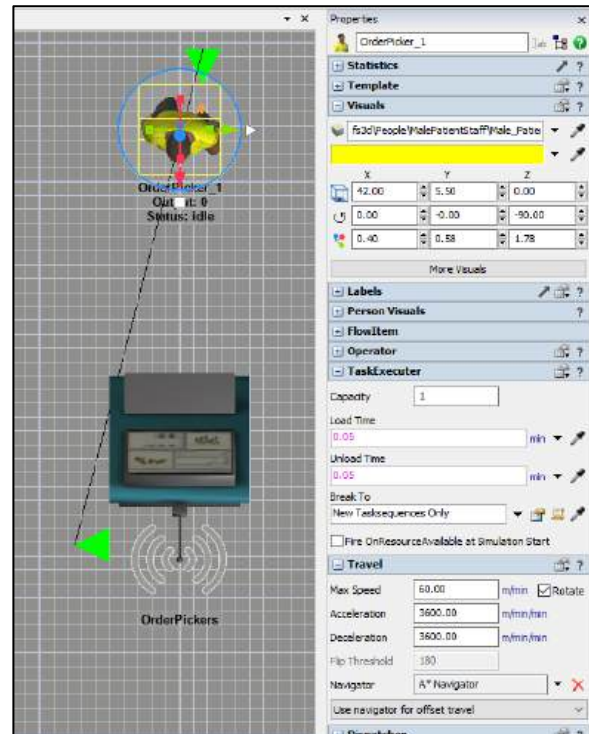 OrderPicker_1
Output: 0
Status: idle
OrderPickers
Properties
OrderPicker_1
Statistics
Template
Visuals
fs3d\People\MalePatientStaff\Male_Patie
X Y Z
42.00 5.50 0.00
0.00 -0.00 -90.00
0.40 0.58 1.78
More Visuals
Labels
Person Visuals
FlowItem
Operator
TaskExecuter
Capacity 1
Load Time
0.05 min
Unload Time
0.05 min
Break To
New Tasksequences Only
Fire OnResourceAvailable at Simulation Start
Travel
Max Speed 60.00 m/min Rotate
Acceleration 3600.00 m/min/min
Deceleration 3600.00 m/min/min
Flip Threshold 180
Navigator A* Navigator
Use navigator for offset travel
Dispatcher